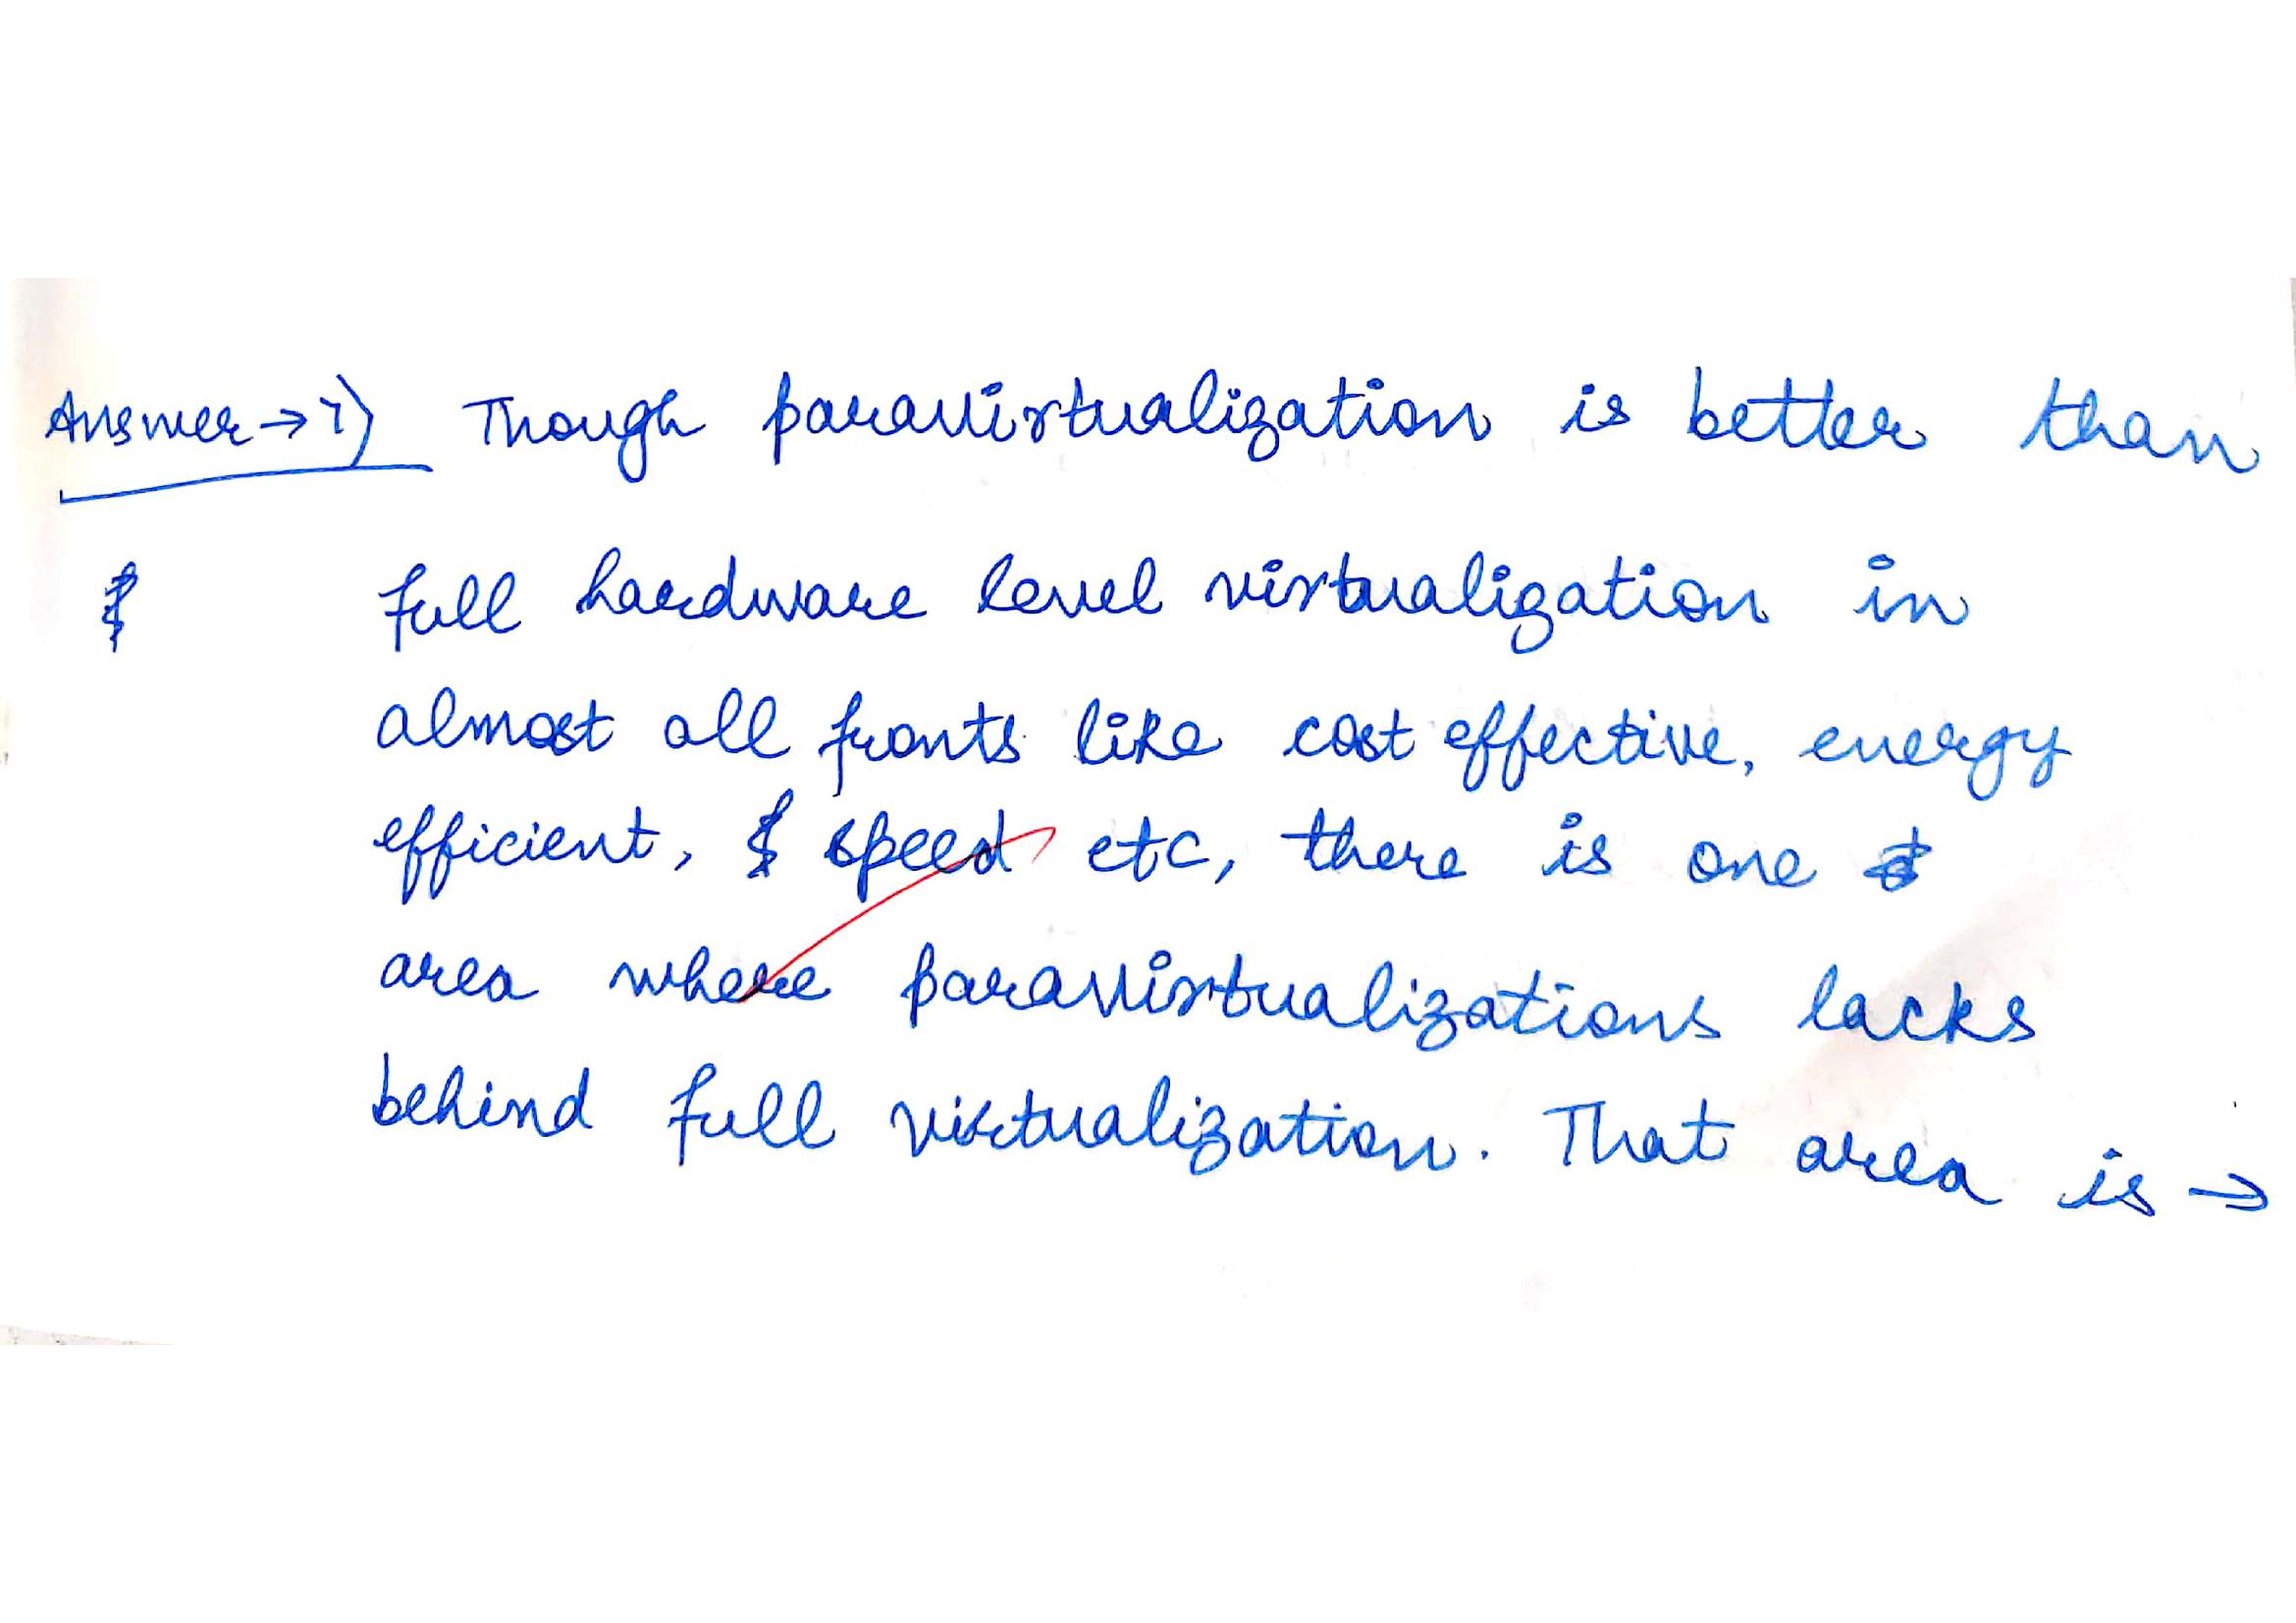 Answer→1) Though paravirtualization is better than
full hardware level virtualization in
almost all fronts like cost effective, energy
efficient, speed etc, there is one
area where paravirtualizations lacks
behind full virtualization. That area is →